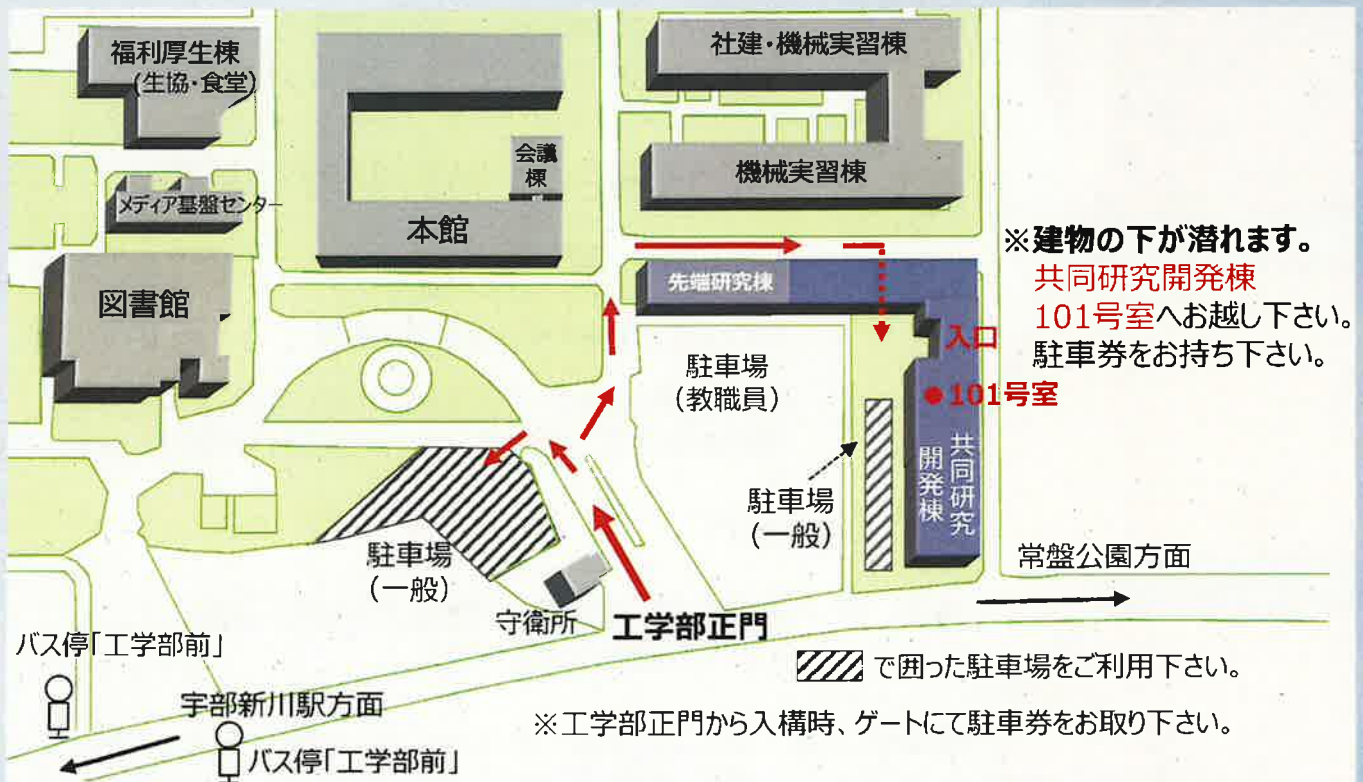 福利厚生棟
(生協・食堂)
社建・機械実習棟
会議
棟
機械実習棟
メディア基盤センター
本館
※建物の下が潜れます。
共同研究開発棟
101号室へお越し下さい。
駐車券をお持ち下さい。
先端研究棟
図書館
入口
駐車場
(教職員)
101号室
共同研究
開発棟
駐車場
(一般)
駐車場
(一般)
常盤公園方面
守衛所
工学部正門
バス停「工学部前」
で囲った駐車場をご利用下さい。
宇部新川駅方面
※工学部正門から入構時、ゲートにて駐車券をお取り下さい。
バス停「工学部前」